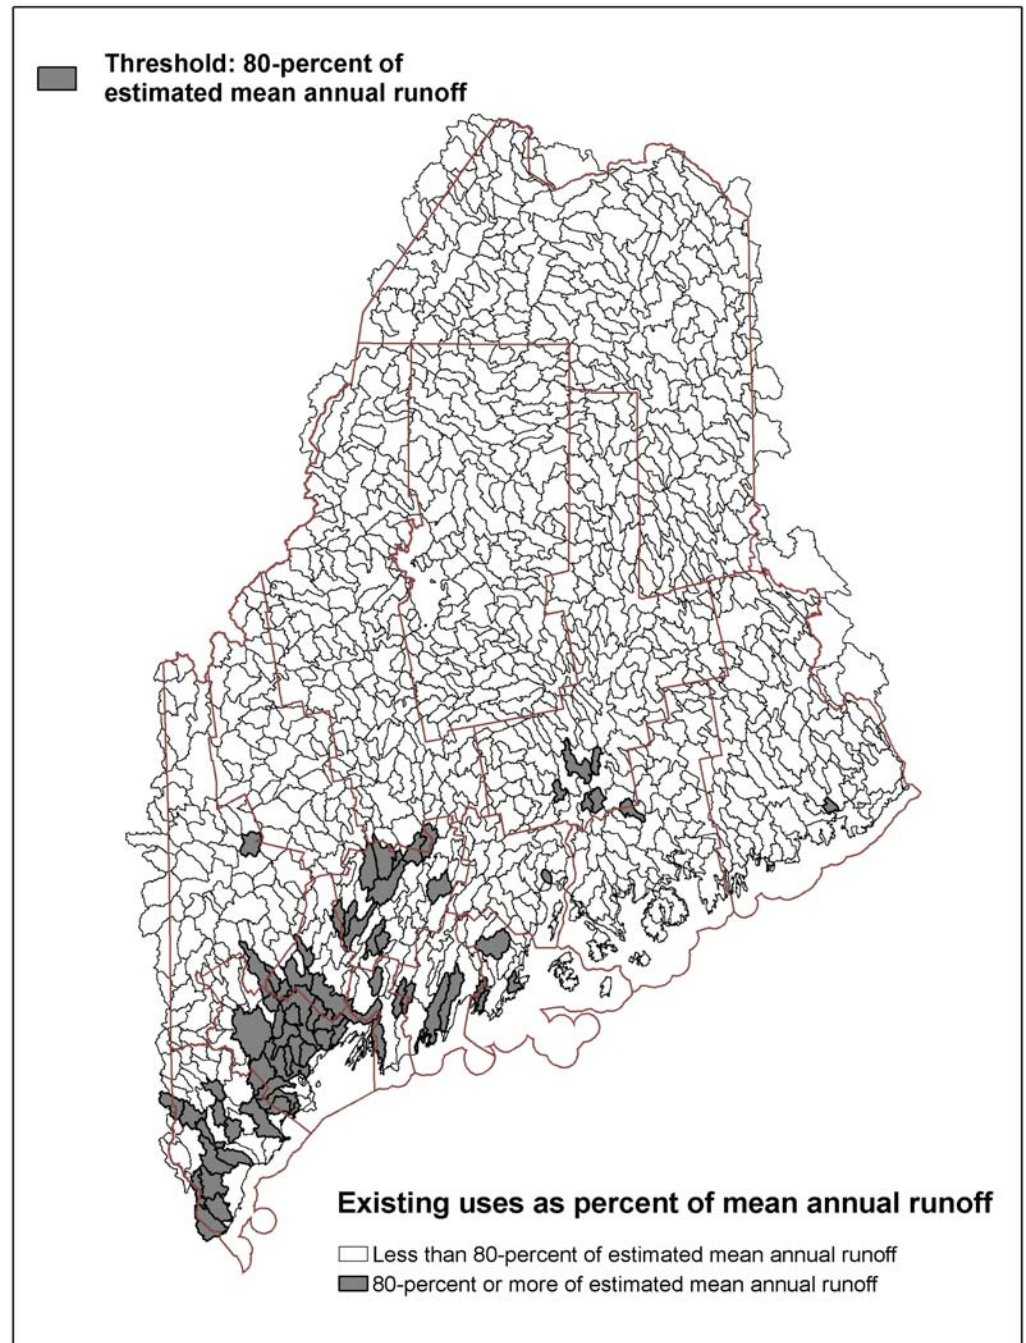 Threshold: 80-percent of
estimated mean annual runoff
Existing uses as percent of mean annual runoff
Less than 80-percent of estimated mean annual runoff
80-percent or more of estimated mean annual runoff